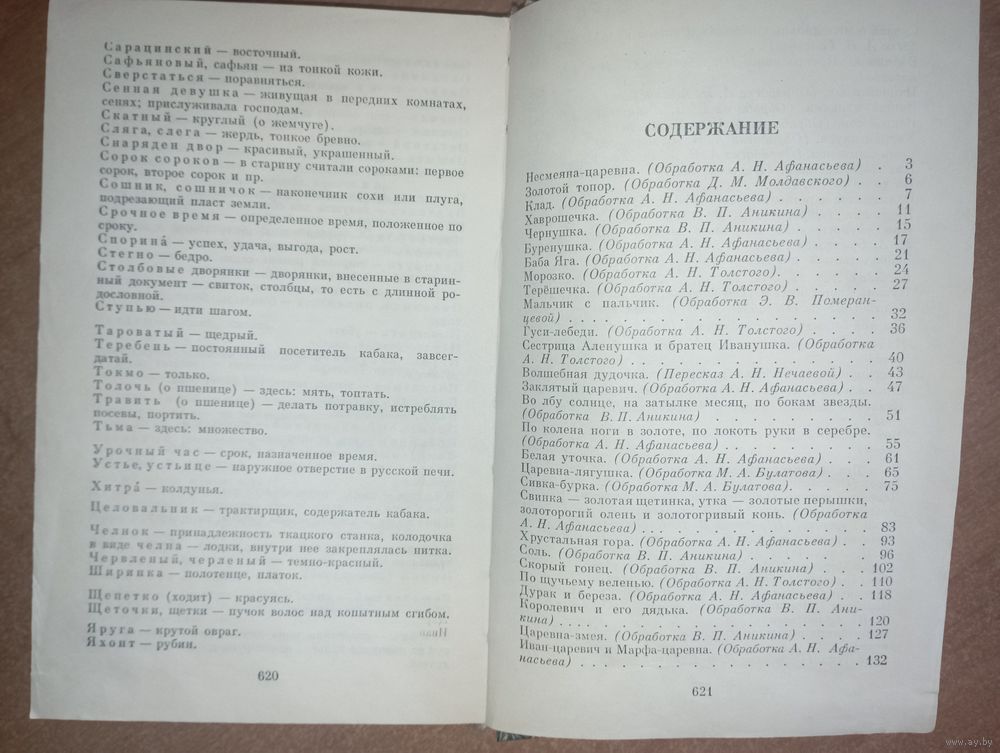 Сарацинский — восточный.
Сафьяновый, сафьян — из тонкой кожи.
Сверстаться — поравняться.
Сенная девушка — живущая в передних комнатах,
сенях; прислуживала господам.
Скатный — круглый (о жемчуге).
Сляга, слега — жердь, тонкое бревно.
Снаряден двор — красивый, украшенный.
Сорок сороков — в старину считали сороками: первое
сорок, второе сорок и пр.
Сошник, сошничок — наконечник сохи или плуга,
подрезающий пласт земли.
Срочное время — определенное время, положенное по
сроку.
Спорина́ — успех, удача, выгода, рост.
Стегно — бедро.
Столбовые дворянки — дворянки, внесенные в старин-
ный документ — свиток, столбцы, то есть с длинной ро-
дословной.
Ступью — идти шагом.
Тароватый — щедрый.
Теребень — постоянный посетитель кабака, завсег-
датай.
Токмо — только.
Толочь (о пшенице) — здесь: мять, топтать.
Травить (о пшенице) — делать потравку, истреблять
посевы, портить.
Тьма — здесь: множество.
Урочный час — срок, назначенное время.
Устье, устьице — наружное отверстие в русской печи.
Хитра́ — колдунья.
Целовальник — трактирщик, содержатель кабака.
Челнок — принадлежность ткацкого станка, колодочка
в виде челна — лодки, внутри нее закреплялась нитка.
Червленый, черленый — темно-красный.
Ширинка — полотенце, платок.
Щепетко (ходят) — красуясь.
Щеточки, щетки — пучок волос над копытным сгибом.
Яруга — крутой овраг.
Яхонт — рубин.
620
СОДЕРЖАНИЕ
Несмеяна-царевна. (Обработка А. Н. Афанасьева) . 3
Золотой топор. (Обработка Д. М. Молдавского) . . 6
Клад. (Обработка А. Н. Афанасьева) . . . . 7
Хаврошечка. (Обработка В. П. Аникина) . . . . 11
Чернушка. (Обработка В. П. Аникина) . . . . 15
Буренушка. (Обработка А. Н. Афанасьева) . . . 17
Баба Яга. (Обработка А. Н. Афанасьева) . . . . 21
Морозко. (Обработка А. Н. Толстого) . . . . . 24
Терёшечка. (Обработка А. Н. Толстого) . . . . 27
Мальчик с пальчик. (Обработка Э. В. Померан-
цевой) . . . . . . . . . . . . . 32
Гуси-лебеди. (Обработка А. Н. Толстого) . . . . 36
Сестрица Аленушка и братец Иванушка. (Обработка
А. Н. Толстого) . . . . . . . . . . . 40
Волшебная дудочка. (Пересказ А. Н. Нечаевой) . . 43
Заклятый царевич. (Обработка А. Н. Афанасьева) . . 47
Во лбу солнце, на затылке месяц, по бокам звезды.
(Обработка В. П. Аникина) . . . . . . . . 51
По колена ноги в золоте, по локоть руки в серебре.
(Обработка А. Н. Афанасьева) . . . . . . . 55
Белая уточка. (Обработка А. Н. Афанасьева) . . . 61
Царевна-лягушка. (Обработка М. А. Булатова) . . . 65
Сивка-бурка. (Обработка М. А. Булатова). . . . . 75
Свинка — золотая щетинка, утка — золотые перышки,
золоторогий олень и золотогривый конь. (Обработка
А. Н. Афанасьева) . . . . . . . . . . . 83
Хрустальная гора. (Обработка А. Н. Афанасьева) . . 93
Соль. (Обработка В. П. Аникина) . . . . . . 96
Скорый гонец. (Обработка В. П. Аникина) . . . . 102
По щучьему веленью. (Обработка А. Н. Толстого) . . 110
Дурак и береза. (Обработка А. Н. Афанасьева) . . . 118
Королевич и его дядька. (Обработка В. П. Ани-
кина) . . . . . . . . . . . . . . 120
Царевна-змея. (Обработка В. П. Аникина) . . . . 127
Иван-царевич и Марфа-царевна. (Обработка А. Н. Афа-
насьева) . . . . . . . . . . . . . 132
621
www.ay.by